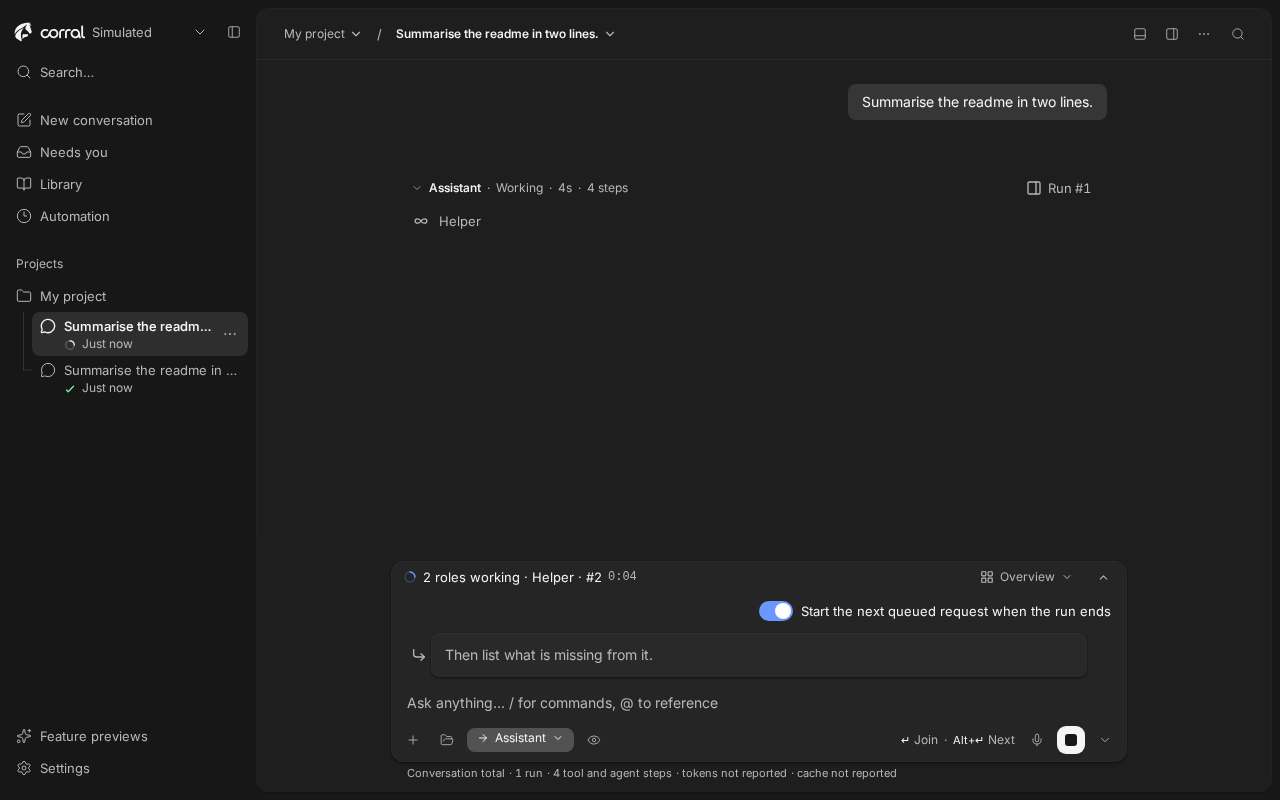 corral Simulated
Search...
New conversation
Needs you
Library
Automation
Projects
My project
Summarise the readm...
Just now
Summarise the readme in ...
Just now
Feature previews
Settings
My project / Summarise the readme in two lines.
Summarise the readme in two lines.
Assistant · Working · 4s · 4 steps
Run #1
Helper
2 roles working · Helper · #2 0:04
Overview
Start the next queued request when the run ends
Then list what is missing from it.
Ask anything... / for commands, @ to reference
Assistant
↵ Join · Alt+↵ Next
Conversation total · 1 run · 4 tool and agent steps · tokens not reported · cache not reported